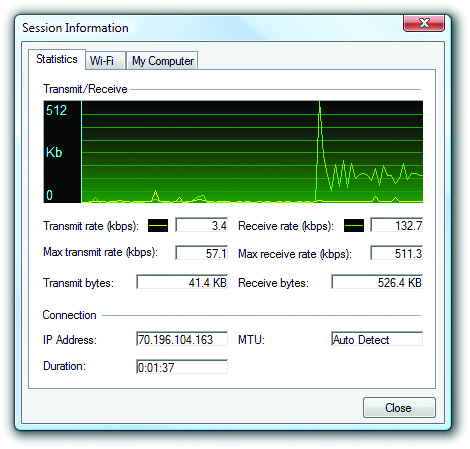 Session Information
Statistics Wi-Fi My Computer
Transmit/Receive
512
Kb
0
Transmit rate (kbps): 3.4 Receive rate (kbps): 132.7
Max transmit rate (kbps): 57.1 Max receive rate (kbps): 511.3
Transmit bytes: 41.4 KB Receive bytes: 526.4 KB
Connection
IP Address: 70.196.104.163 MTU: Auto Detect
Duration: 0:01:37
Close